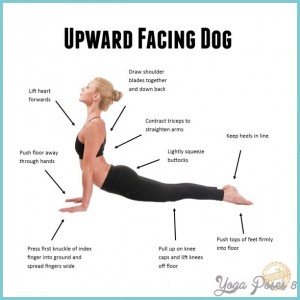 UPWARD FACING DOG
Draw shoulder
blades together
and down back
Lift heart
forwards
Contract triceps to
straighten arms
Keep heels in line
Push floor away
through hands
Lightly squeeze
buttocks
Press first knuckle of index
finger into ground and
spread fingers wide
Pull up on knee
caps and lift knees
off floor
Push tops of feet firmly
into floor
Yoga Poses 8